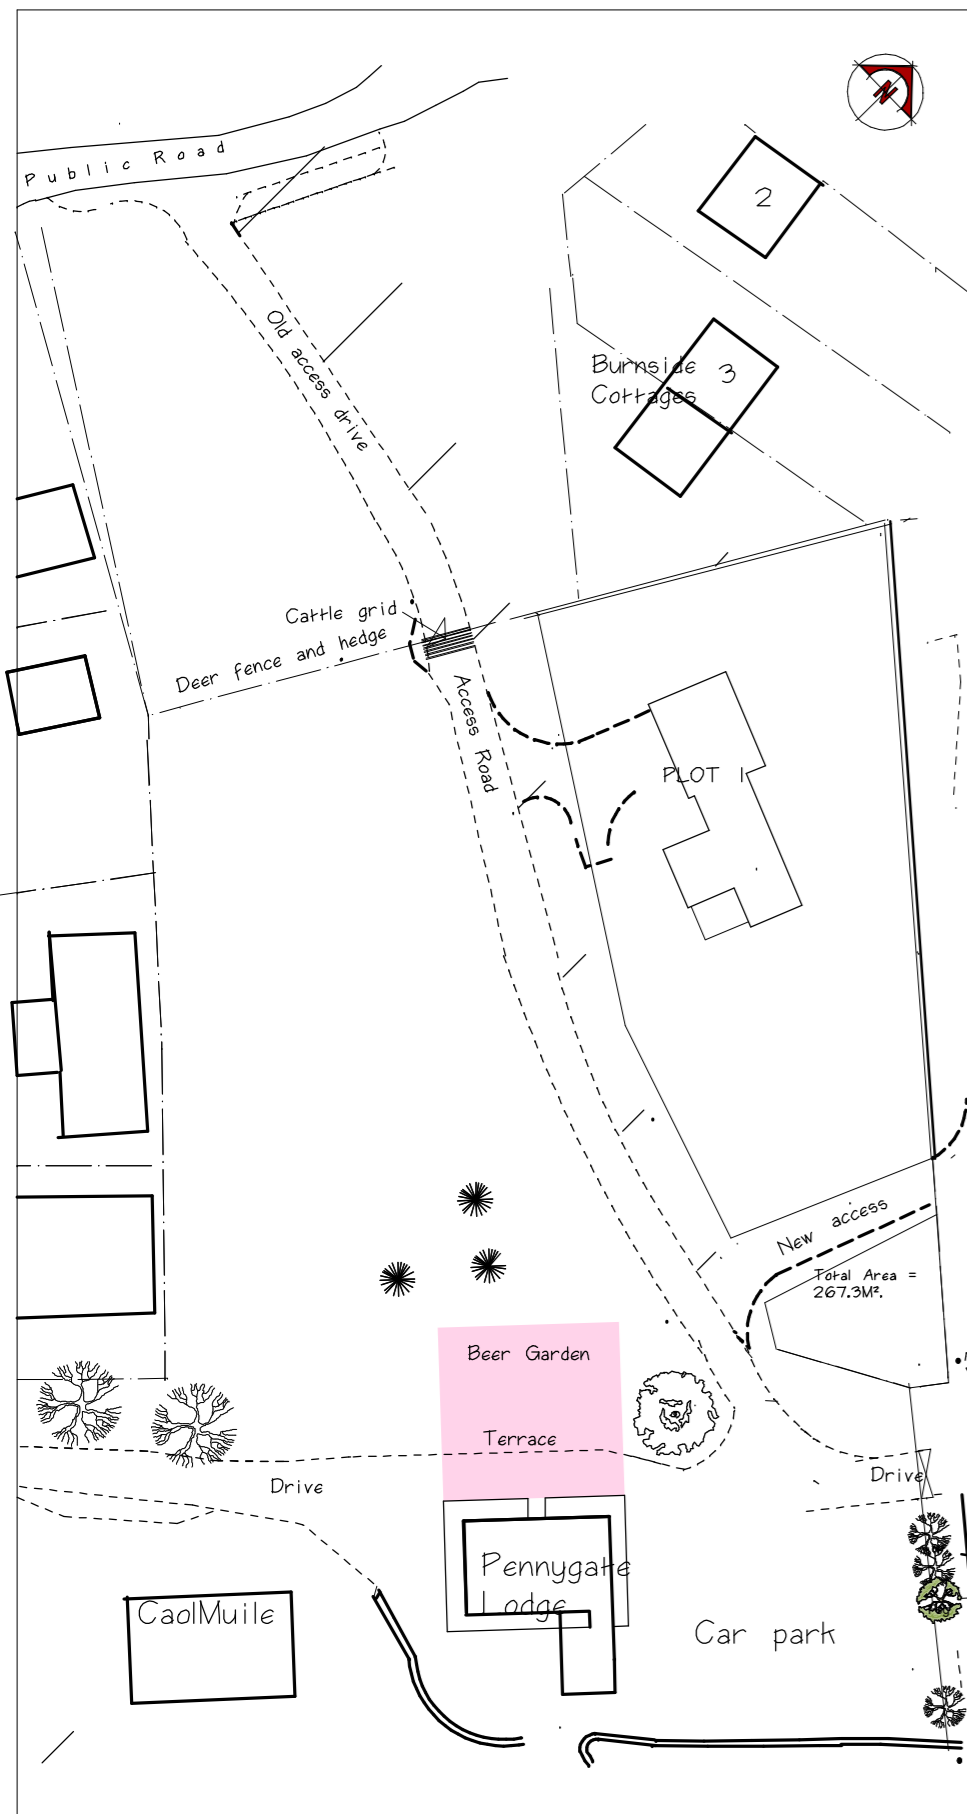 N
Public Road
2
Old access drive
3
Burnside
Cottages
Cattle grid
Deer fence and hedge
Access Road
PLOT 1
New access
Total Area =
267.3M².
Beer Garden
Terrace
Drive
Drive
Pennygate
Lodge
CaolMuile
Car park